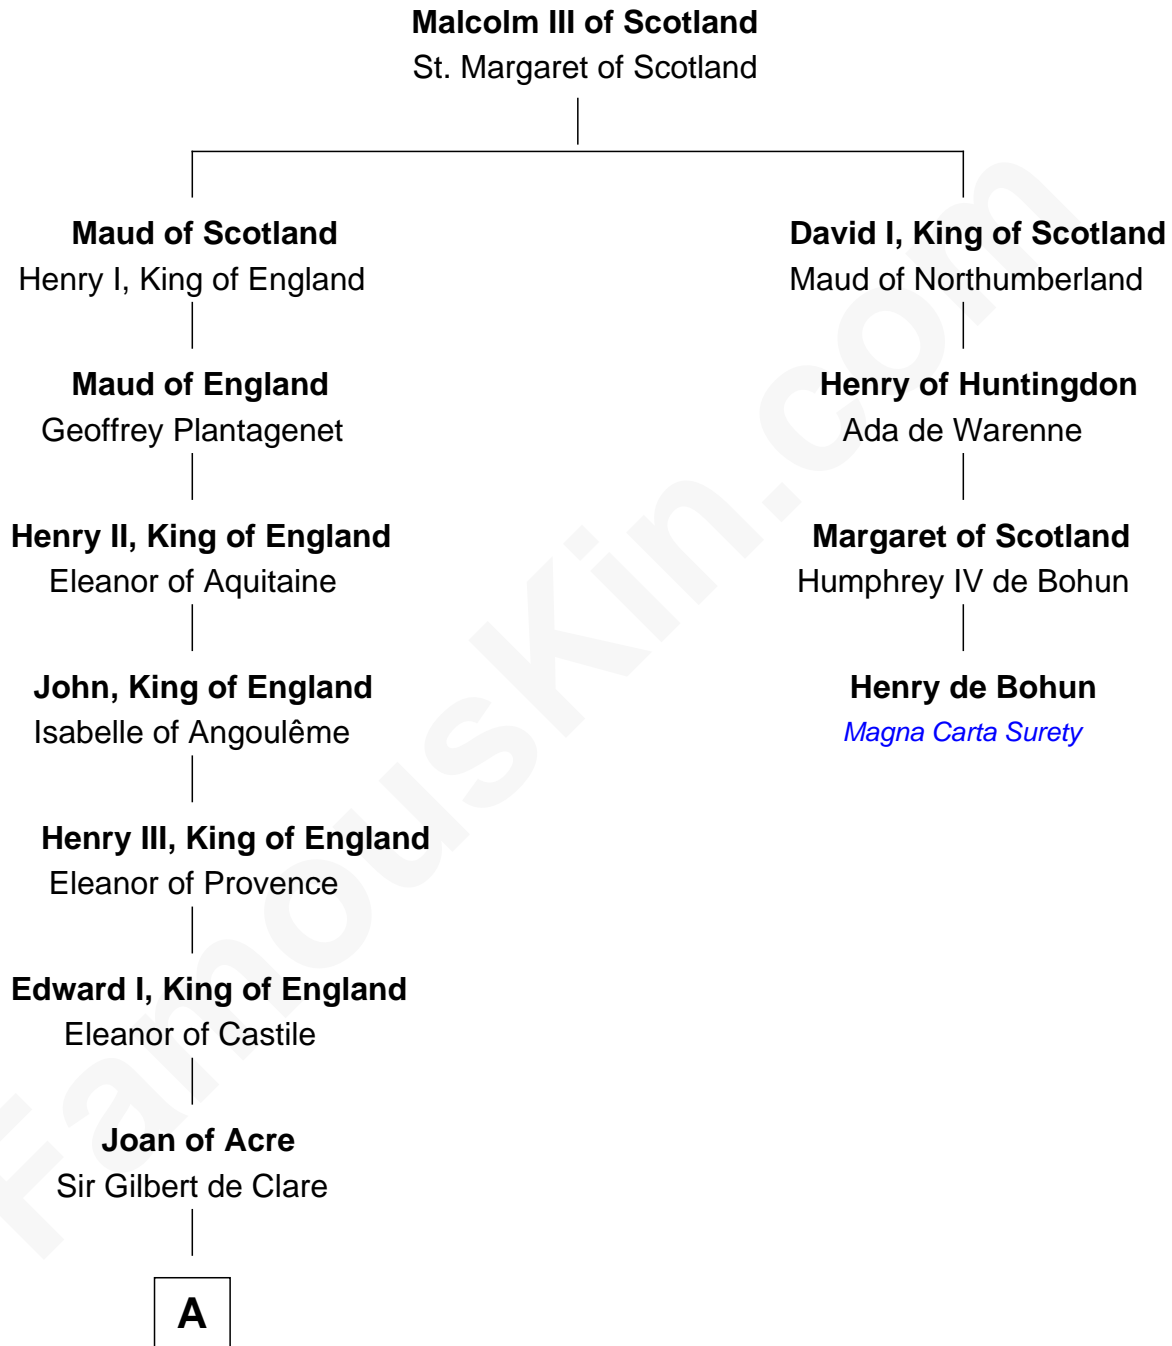 Malcolm III of Scotland
St. Margaret of Scotland
Maud of Scotland
Henry I, King of England
David I, King of Scotland
Maud of Northumberland
Maud of England
Geoffrey Plantagenet
Henry of Huntingdon
Ada de Warenne
Henry II, King of England
Eleanor of Aquitaine
Margaret of Scotland
Humphrey IV de Bohun
John, King of England
Isabelle of Angoulême
Henry de Bohun
Magna Carta Surety
Henry III, King of England
Eleanor of Provence
Edward I, King of England
Eleanor of Castile
Joan of Acre
Sir Gilbert de Clare
A
FamousKin.com